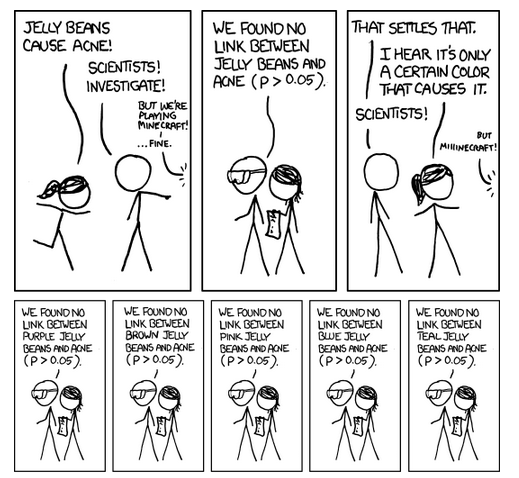 JELLY BEANS
CAUSE ACNE!
SCIENTISTS!
INVESTIGATE!
BUT WE'RE
PLAYING
MINECRAFT!
...FINE.
WE FOUND NO
LINK BETWEEN
JELLY BEANS AND
ACNE (P > 0.05).
THAT SETTLES THAT.
I HEAR IT'S ONLY
A CERTAIN COLOR
THAT CAUSES IT.
SCIENTISTS!
BUT
MIIINECRAFT!
WE FOUND NO
LINK BETWEEN
PURPLE JELLY
BEANS AND ACNE
(P > 0.05).
WE FOUND NO
LINK BETWEEN
BROWN JELLY
BEANS AND ACNE
(P > 0.05).
WE FOUND NO
LINK BETWEEN
PINK JELLY
BEANS AND ACNE
(P > 0.05).
WE FOUND NO
LINK BETWEEN
BLUE JELLY
BEANS AND ACNE
(P > 0.05).
WE FOUND NO
LINK BETWEEN
TEAL JELLY
BEANS AND ACNE
(P > 0.05).